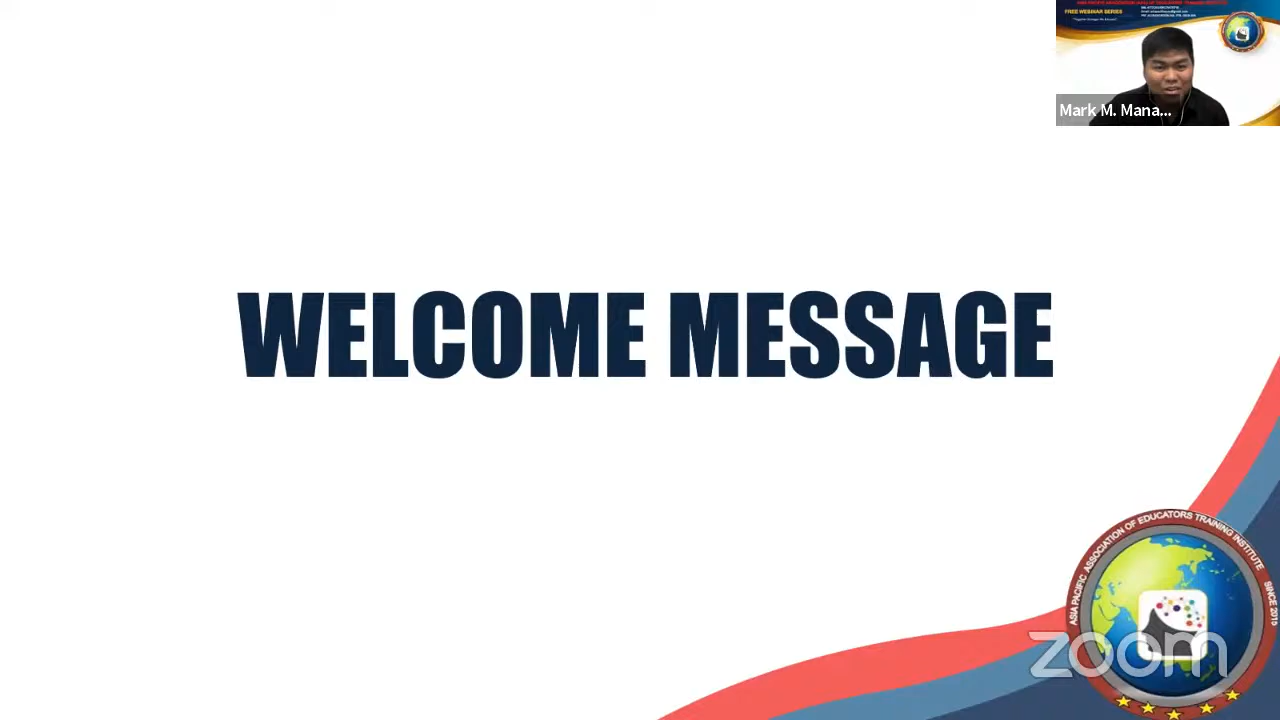 FREE WEBINAR SERIES
Mark M. Mana...
WELCOME MESSAGE
ASIA PACIFIC ASSOCIATION OF EDUCATORS TRAINING INSTITUTE
SINCE 2019
zoom